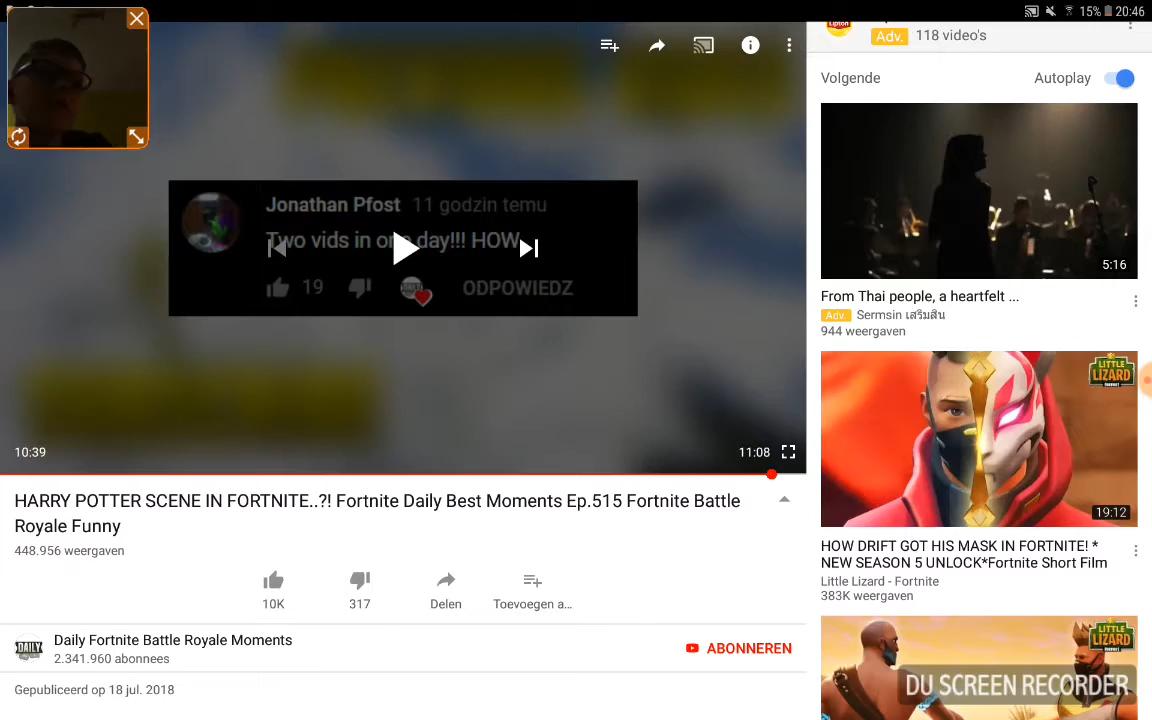 15% 20:46
Lipton
Adv. 118 video's
Volgende Autoplay
Jonathan Pfost 11 godzin temu
Two vids in one day!!! HOW
19 ODPOWIEDZ
10:39
11:08
5:16
From Thai people, a heartfelt ...
Adv. Sermsin เสริมสิน
944 weergaven
LITTLE LIZARD
19:12
HOW DRIFT GOT HIS MASK IN FORTNITE! *
NEW SEASON 5 UNLOCK*Fortnite Short Film
Little Lizard - Fortnite
383K weergaven
LITTLE LIZARD
DU SCREEN RECORDER
HARRY POTTER SCENE IN FORTNITE..?! Fortnite Daily Best Moments Ep.515 Fortnite Battle
Royale Funny
448.956 weergaven
10K 317 Delen Toevoegen a...
DAILY
Daily Fortnite Battle Royale Moments
2.341.960 abonnees
ABONNEREN
Gepubliceerd op 18 jul. 2018